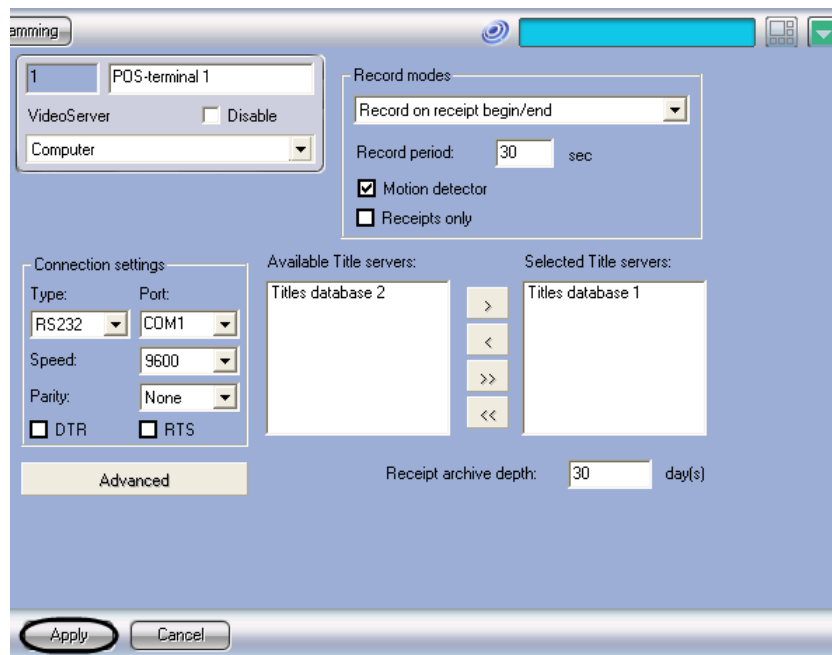 amming
1 POS-terminal 1
VideoServer Disable
Computer
Record modes
Record on receipt begin/end
Record period: 30 sec
Motion detector
Receipts only
Connection settings
Type: Port:
RS232 COM1
Speed: 9600
Parity: None
DTR RTS
Advanced
Available Title servers: Selected Title servers:
Titles database 2 Titles database 1
>
<
>>
<<
Receipt archive depth: 30 day(s)
Apply Cancel